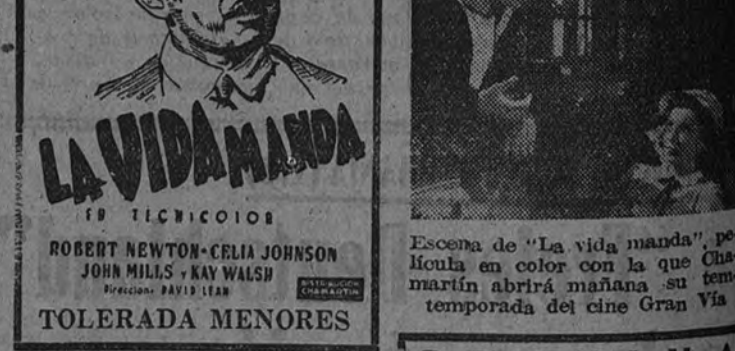 LA VIDA MANDA
EN TECHNICOLOR
ROBERT NEWTON-CELIA JOHNSON
JOHN MILLS Y KAY WALSH
Direccion: DAVID LEAN
DISTRIBUCION
CHAMARTIN
TOLERADA MENORES
Escena de "La vida manda", pe-
lícula en color con la que Cha-
martín abrirá mañana su tem-
temporada del cine Gran Vía